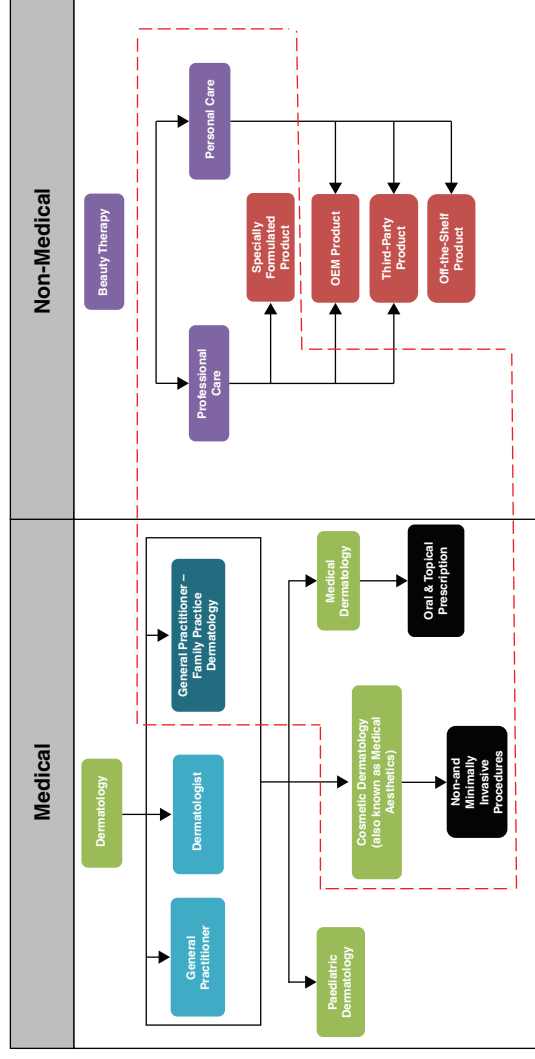 Medical
Non-Medical
Dermatology
Beauty Therapy
General
Practitioner
Dermatologist
General Practitioner –
Family Practice
Dermatology
Professional
Care
Personal Care
Paediatric
Dermatology
Cosmetic Dermatology
(also known as Medical
Aesthetics)
Medical
Dermatology
Specially
Formulated
Product
OEM Product
Third-Party
Product
Off-the-Shelf
Product
Non-and
Minimally
Invasive
Procedures
Oral & Topical
Prescription